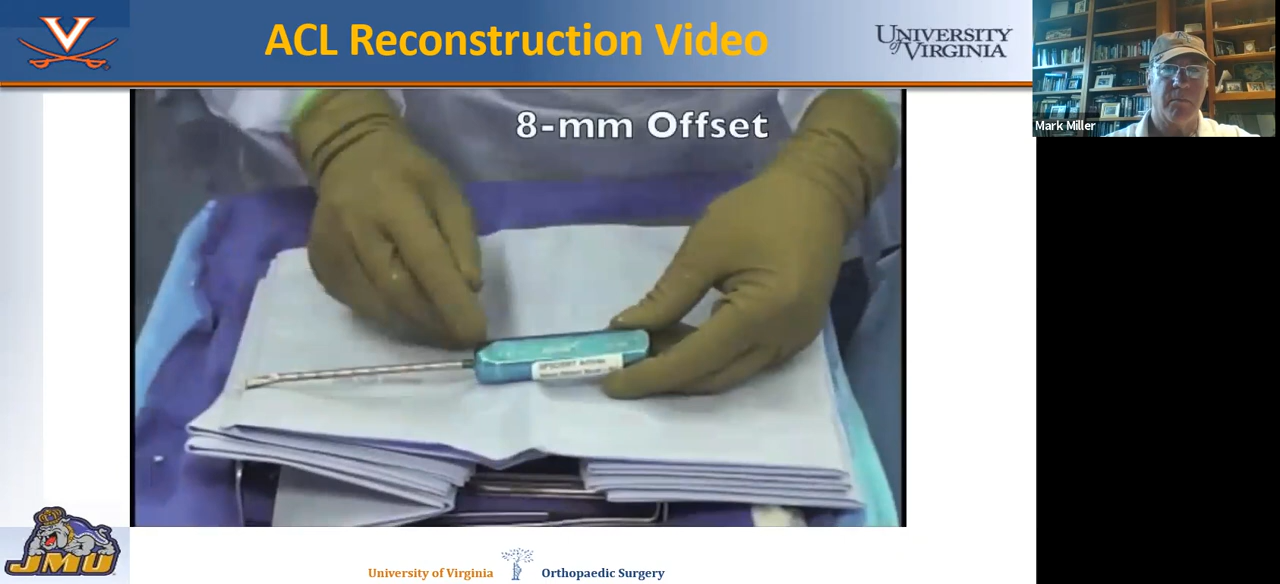 ACL Reconstruction Video
UNIVERSITY
of VIRGINIA
Mark Miller
8-mm Offset
JMU
University of Virginia
Orthopaedic Surgery